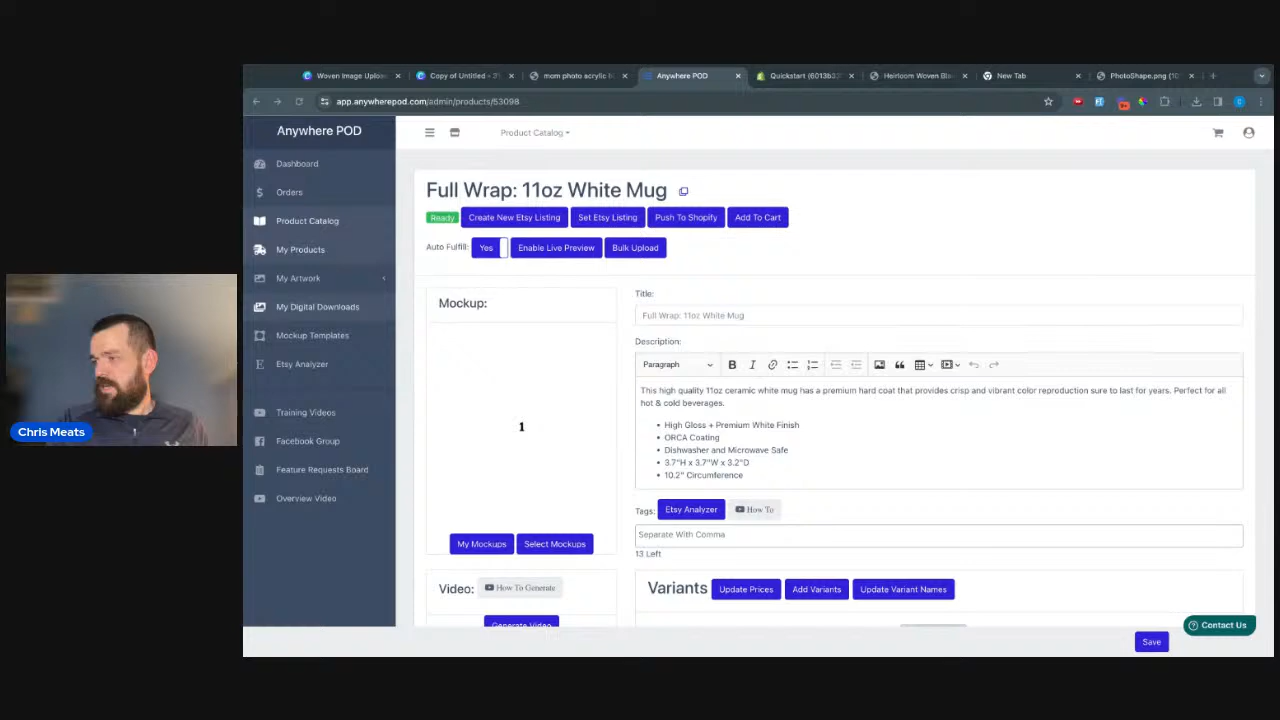 Woven Image Upload
Copy of Untitled
mom photo acrylic
Anywhere POD
Quickstart
Heirloom Woven Bla
New Tab
PhotoShape.png
app.anywherepod.com/admin/products/53098
Anywhere POD
Product Catalog
Dashboard
Orders
Product Catalog
My Products
My Artwork
My Digital Downloads
Mockup Templates
Etsy Analyzer
Training Videos
Facebook Group
Feature Requests Board
Overview Video
Full Wrap: 11oz White Mug
Ready Create New Etsy Listing Set Etsy Listing Push To Shopify Add To Cart
Auto Fulfill: Yes Enable Live Preview Bulk Upload
Mockup:
1
My Mockups Select Mockups
Video: How To Generate
Generate Video
Title:
Full Wrap: 11oz White Mug
Description:
Paragraph
This high quality 11oz ceramic white mug has a premium hard coat that provides crisp and vibrant color reproduction sure to last for years. Perfect for all
hot & cold beverages.
• High Gloss + Premium White Finish
• ORCA Coating
• Dishwasher and Microwave Safe
• 3.7"H x 3.7"W x 3.2"D
• 10.2" Circumference
Tags: Etsy Analyzer How To
Separate With Comma
13 Left
Variants Update Prices Add Variants Update Variant Names
Contact Us
Save
Chris Meats